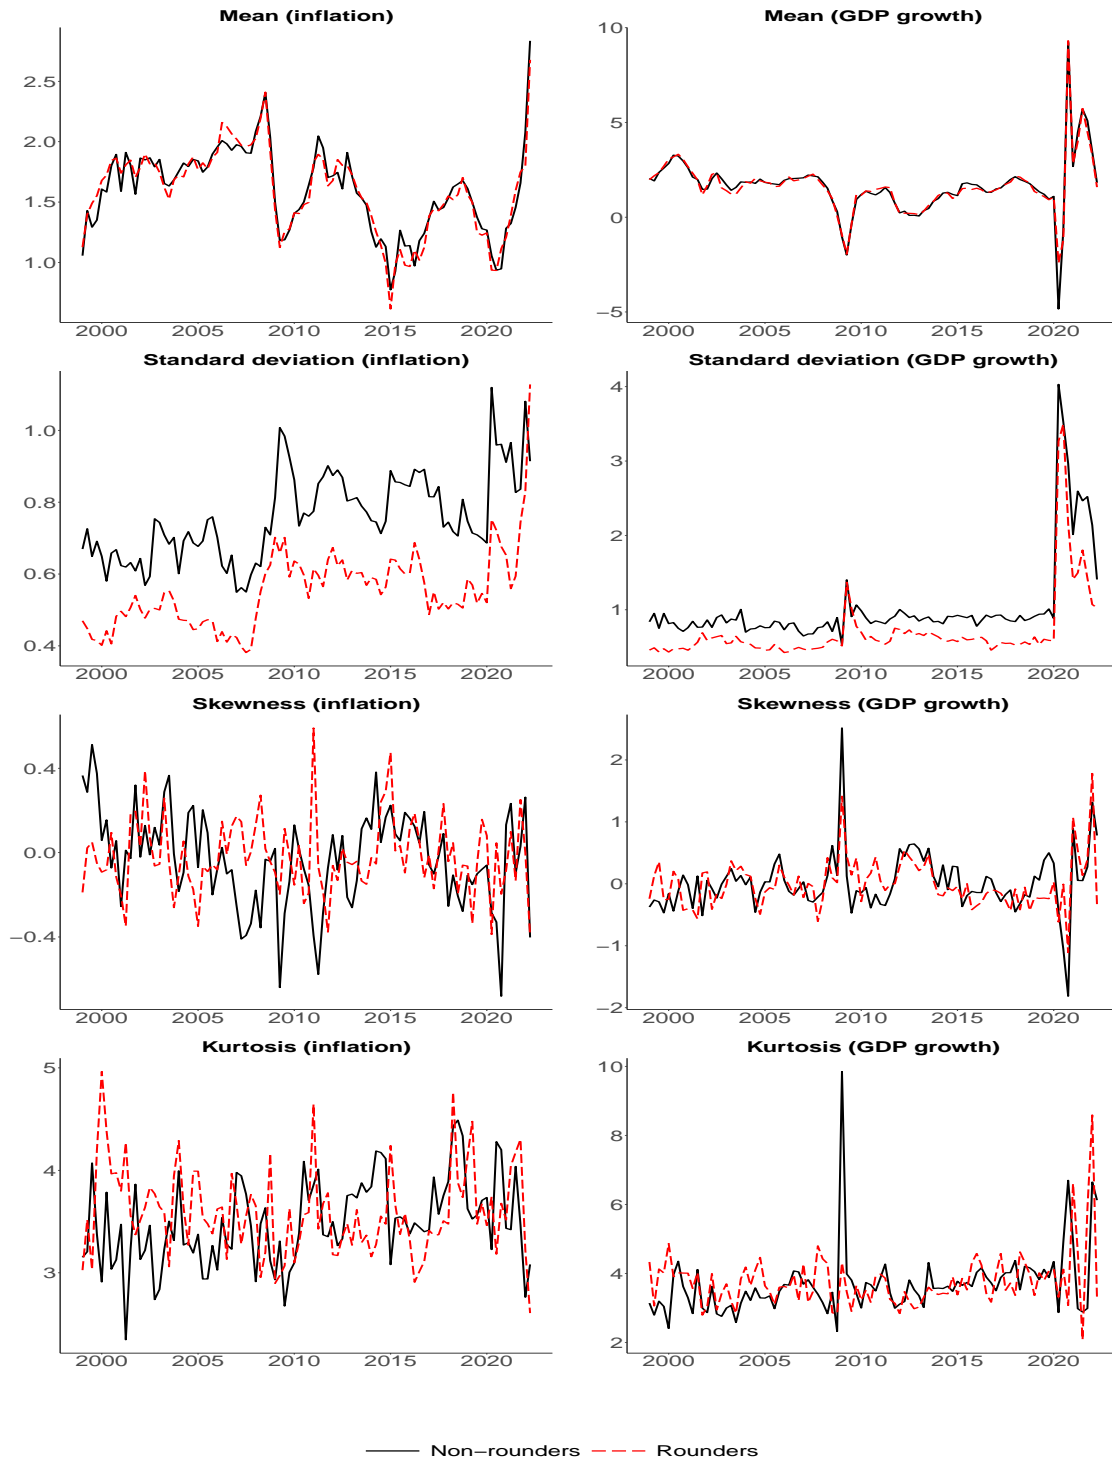 Mean (inflation)
2.5
2.0
1.5
1.0
2000 2005 2010 2015 2020
Mean (GDP growth)
10
5
0
−5
2000 2005 2010 2015 2020
Standard deviation (inflation)
1.0
0.8
0.6
0.4
2000 2005 2010 2015 2020
Standard deviation (GDP growth)
4
3
2
1
2000 2005 2010 2015 2020
Skewness (inflation)
0.4
0.0
−0.4
2000 2005 2010 2015 2020
Skewness (GDP growth)
2
1
0
−1
−2
2000 2005 2010 2015 2020
Kurtosis (inflation)
5
4
3
2000 2005 2010 2015 2020
Kurtosis (GDP growth)
10
8
6
4
2
2000 2005 2010 2015 2020
Non−rounders Rounders